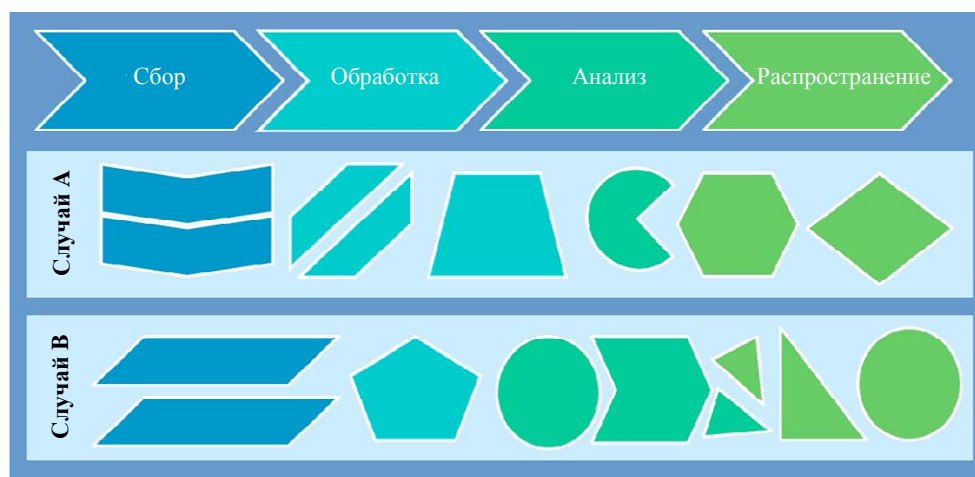 Сбор
Обработка
Анализ
Распространение
Случай A
Случай B